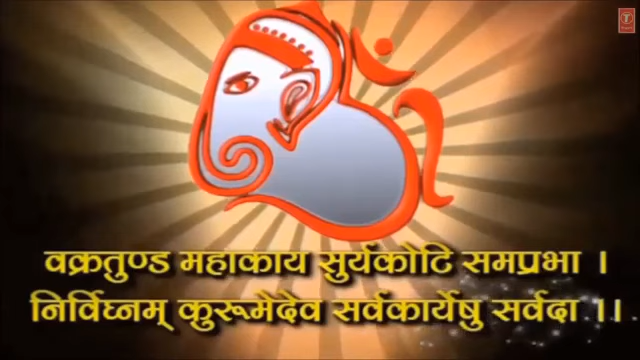 वक्रतुण्ड महाकाय सुर्यकोटि समप्रभा ।
निर्विघ्नम् कुरूमेदैव सर्वकार्येषु सर्वदा ।।